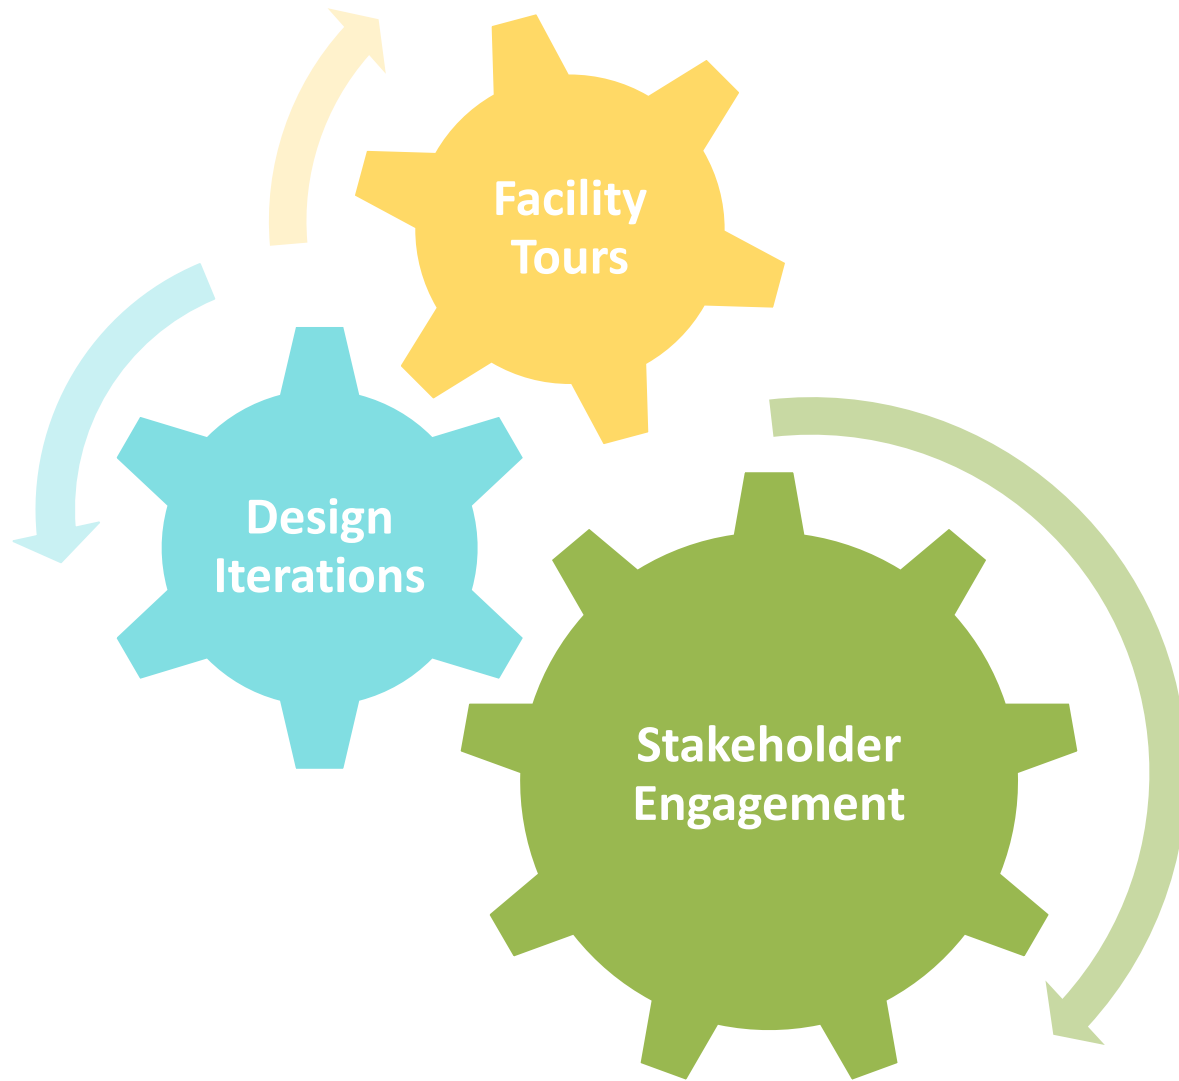 Facility
Tours
Design
Iterations
Stakeholder
Engagement